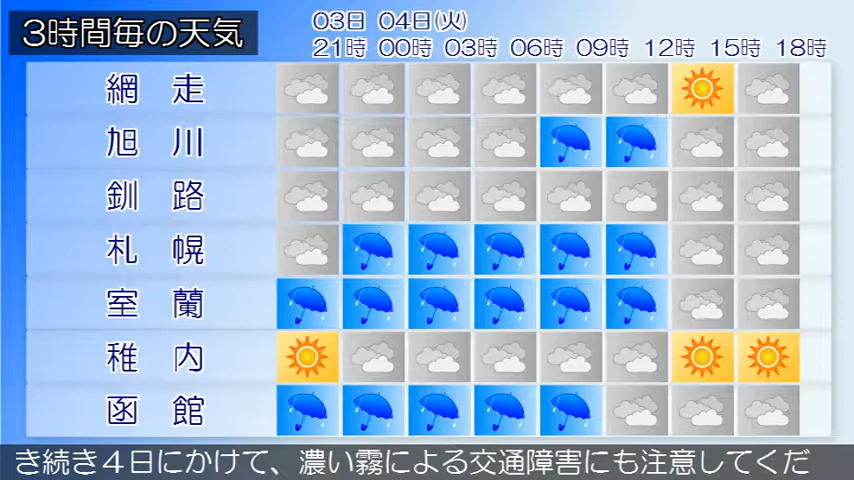 3時間毎の天気
03日 04日(火)
21時 00時 03時 06時 09時 12時 15時 18時
網 走
旭 川
釧 路
札 幌
室 蘭
稚 内
函 館
き続き４日にかけて、濃い霧による交通障害にも注意してくだ